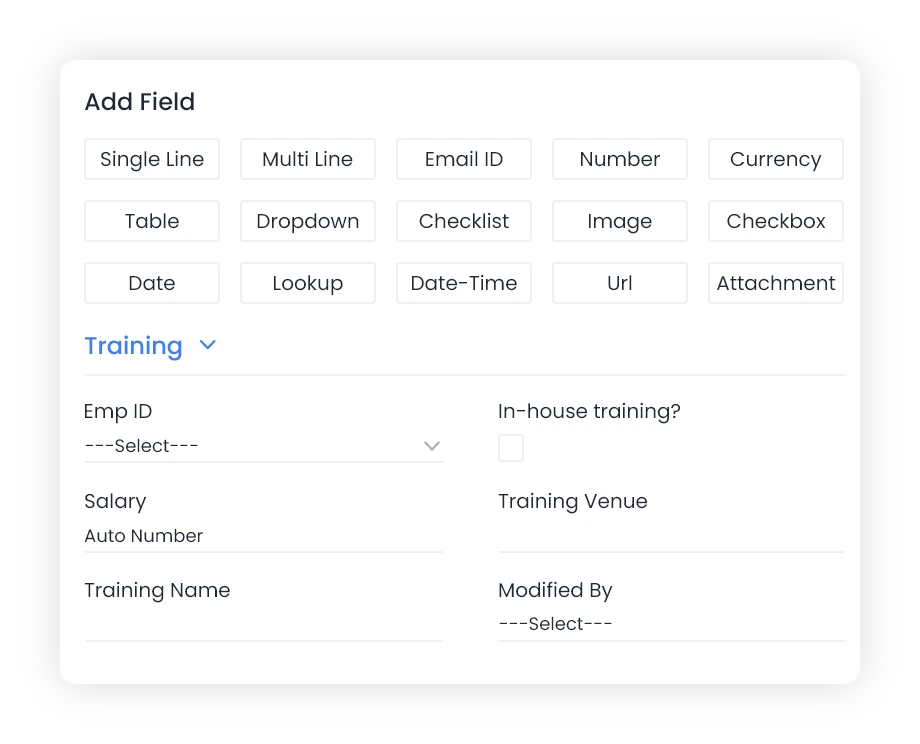 Add Field
Single Line Multi Line Email ID Number Currency
Table Dropdown Checklist Image Checkbox
Date Lookup Date-Time Url Attachment
Training
Emp ID In-house training?
---Select---
Salary Training Venue
Auto Number
Training Name Modified By
---Select---